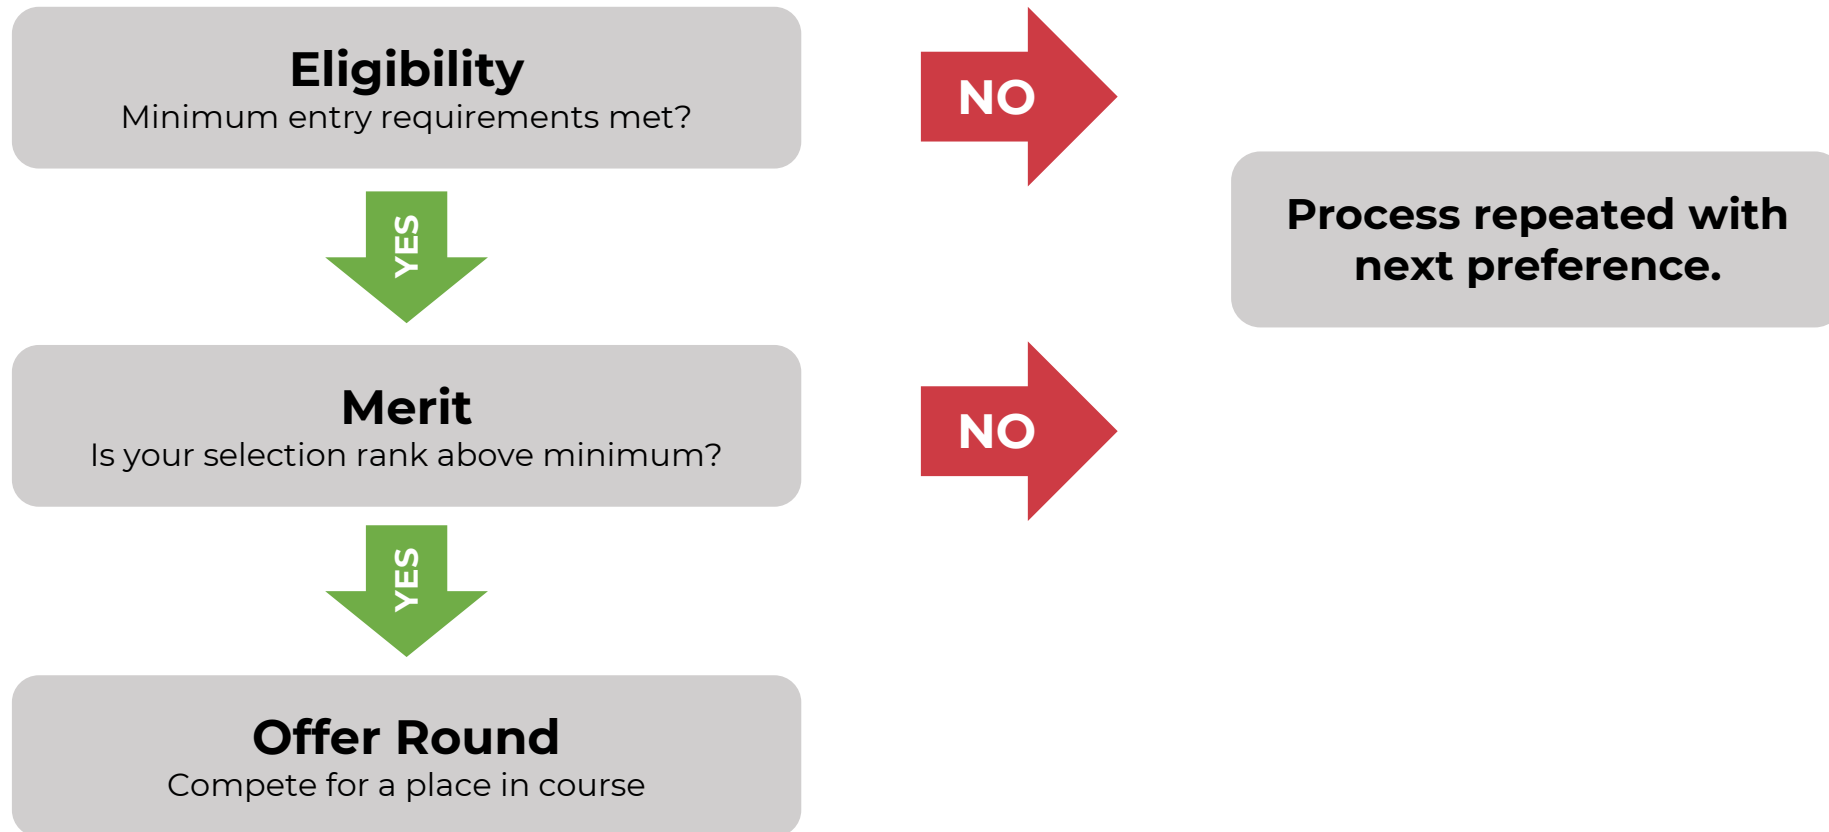 Eligibility
Minimum entry requirements met?
NO
YES
Process repeated with
next preference.
Merit
Is your selection rank above minimum?
NO
YES
Offer Round
Compete for a place in course